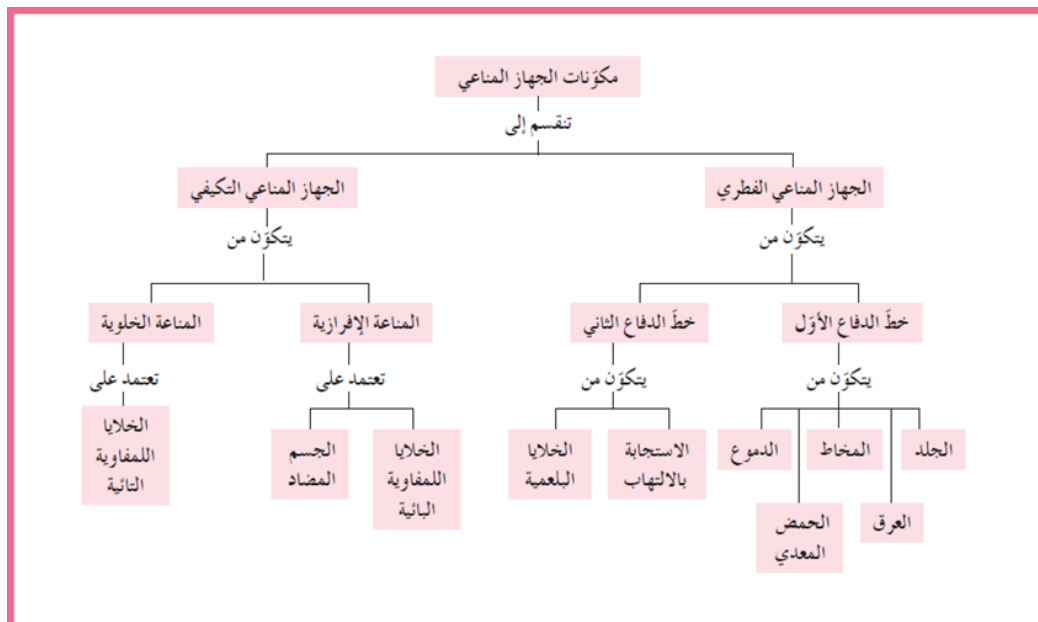 مكوّنات الجهاز المناعي
تنقسم إلى
الجهاز المناعي الفطري
الجهاز المناعي التكيفي
يتكوّن من
يتكوّن من
خطّ الدفاع الأوّل
خطّ الدفاع الثاني
المناعة الإفرازية
المناعة الخلوية
يتكوّن من
يتكوّن من
تعتمد على
تعتمد على
الجلد
المخاط
الدموع
العرق
الحمض
المعدي
الاستجابة
بالالتهاب
الخلايا
البلعمية
الخلايا
اللمفاوية
البائية
الجسم
المضاد
الخلايا
اللمفاوية
التائية